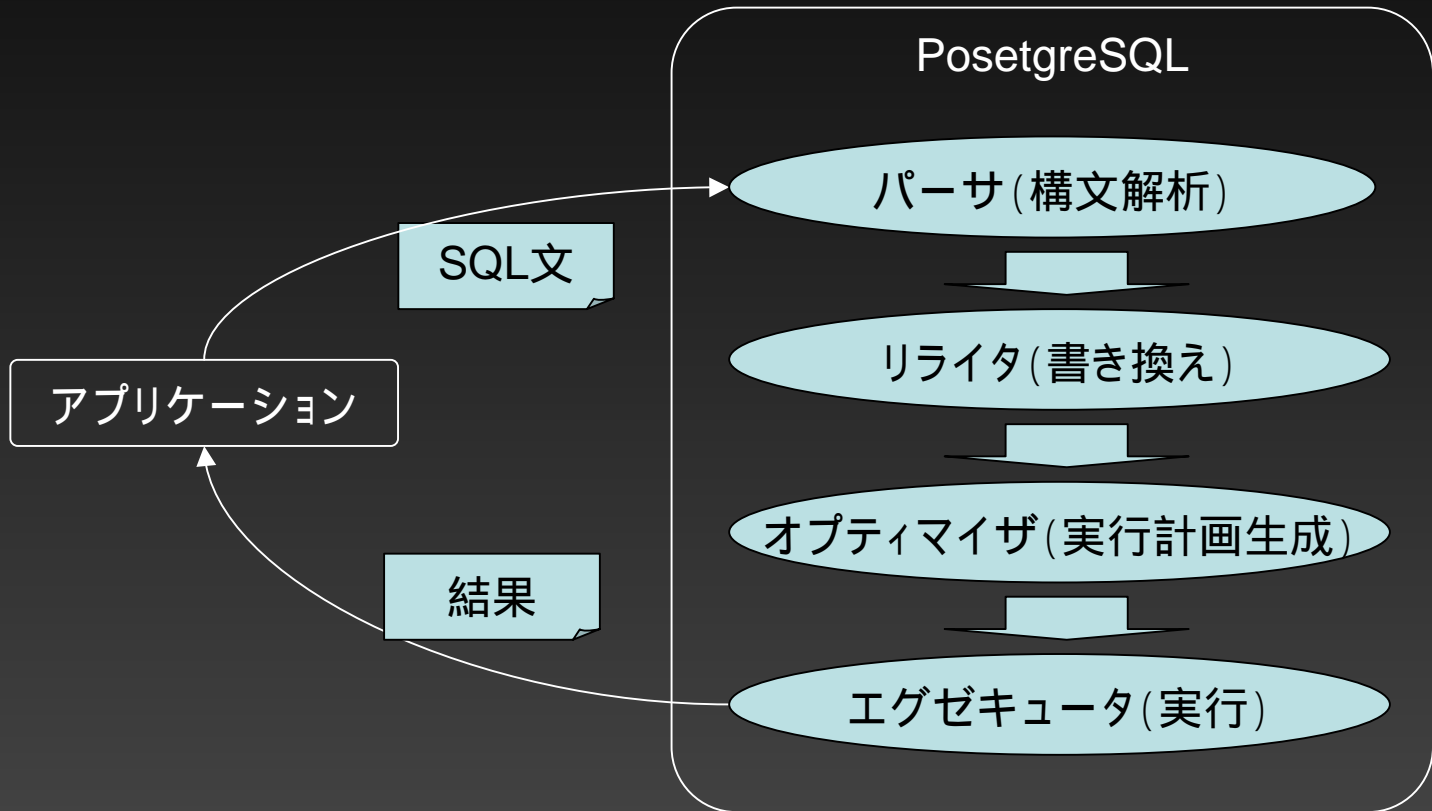 PosetgreSQL
パーサ(構文解析)
SQL文
リライタ(書き換え)
アプリケーション
オプティマイザ(実行計画生成)
結果
エグゼキュータ(実行)